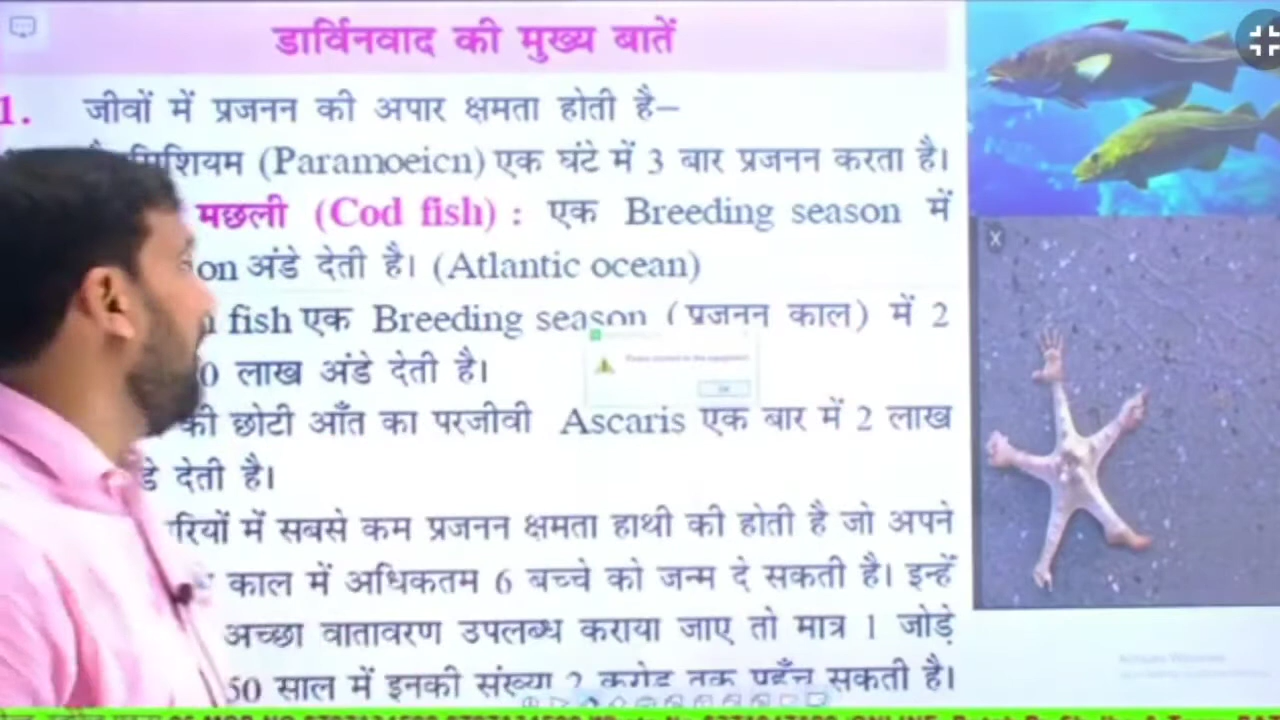 डार्विनवाद की मुख्य बातें
1. जीवों में प्रजनन की अपार क्षमता होती है–
(Paramoeicn) एक घंटे में 3 बार प्रजनन करता है।
मछली (Cod fish) : एक Breeding season में
on अंडे देती है। (Atlantic ocean)
fish एक Breeding season (प्रजनन काल) में 2
0 लाख अंडे देती है।
की छोटी आँत का परजीवी Ascaris एक बार में 2 लाख
डे देती है।
रियों में सबसे कम प्रजनन क्षमता हाथी की होती है जो अपने
काल में अधिकतम 6 बच्चे को जन्म दे सकती है। इन्हें
अच्छा वातावरण उपलब्ध कराया जाए तो मात्र 1 जोड़े
50 साल में इनकी संख्या 2 करोड़ तक पहुँच सकती है।
X